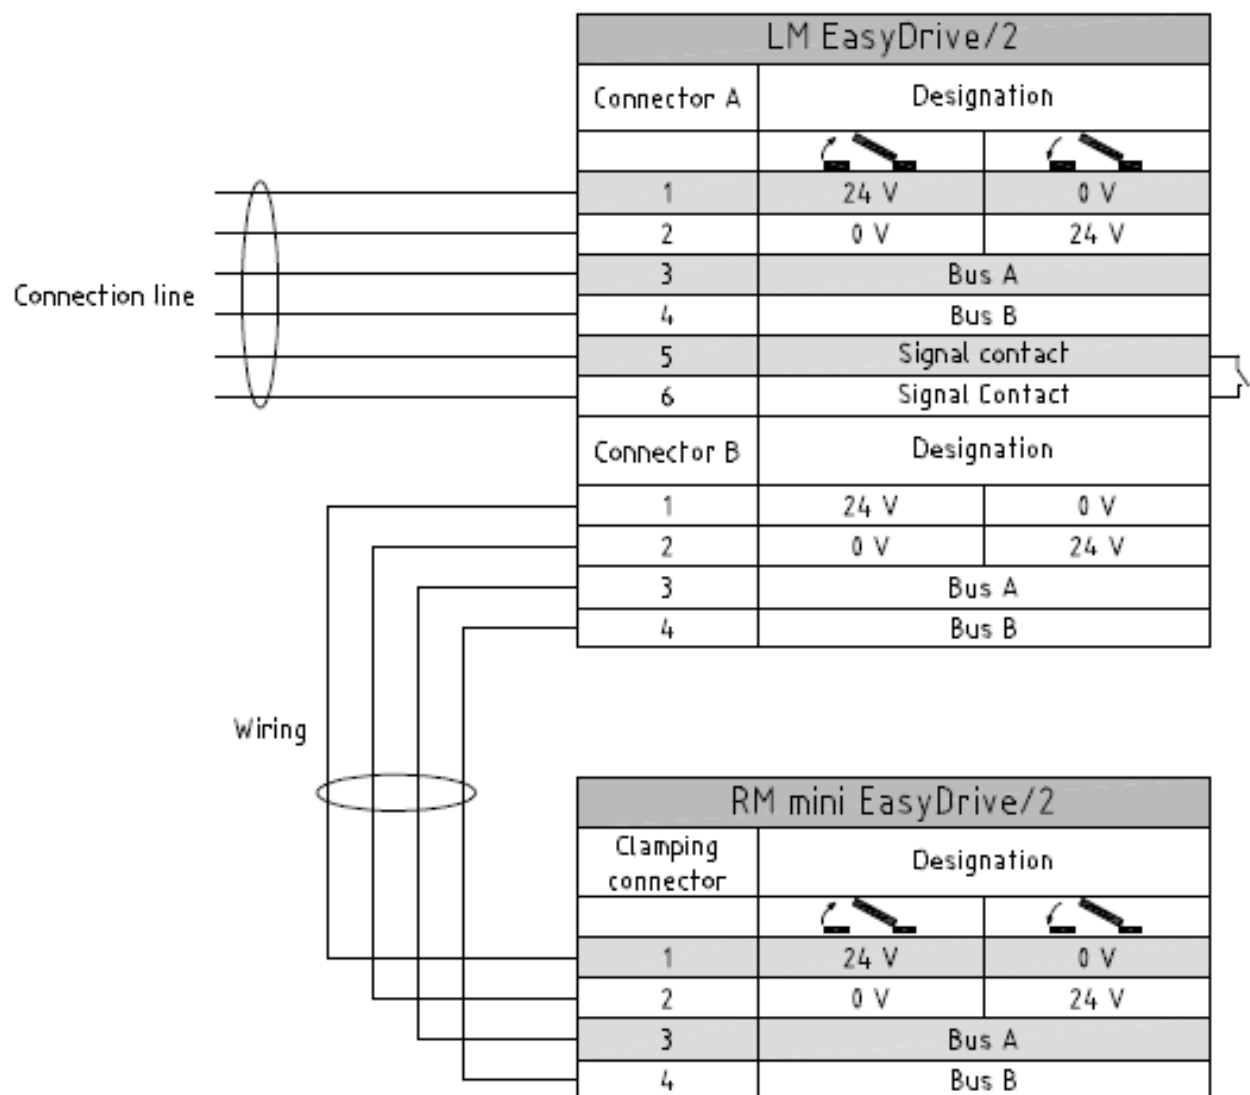 LM EasyDrive/2
Connector A Designation
1 24 V 0 V
2 0 V 24 V
3 Bus A
Connection line
4 Bus B
5 Signal contact
6 Signal Contact
Connector B Designation
1 24 V 0 V
2 0 V 24 V
3 Bus A
4 Bus B
Wiring
RM mini EasyDrive/2
Clamping
connector
Designation
1 24 V 0 V
2 0 V 24 V
3 Bus A
4 Bus B